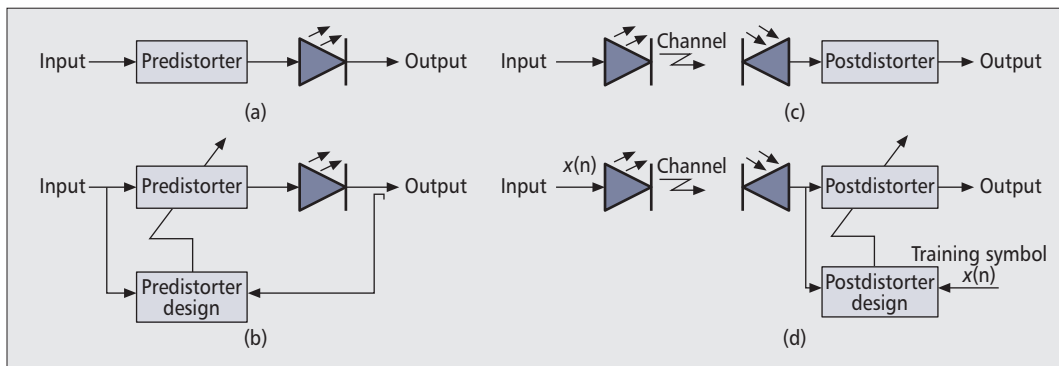 Input
Predistorter
Output
(a)
Input
Channel
Postdistorter
Output
(c)
Input
Predistorter
Output
Predistorter
design
(b)
x(n)
Input
Channel
Postdistorter
Output
Training symbol
x(n)
Postdistorter
design
(d)